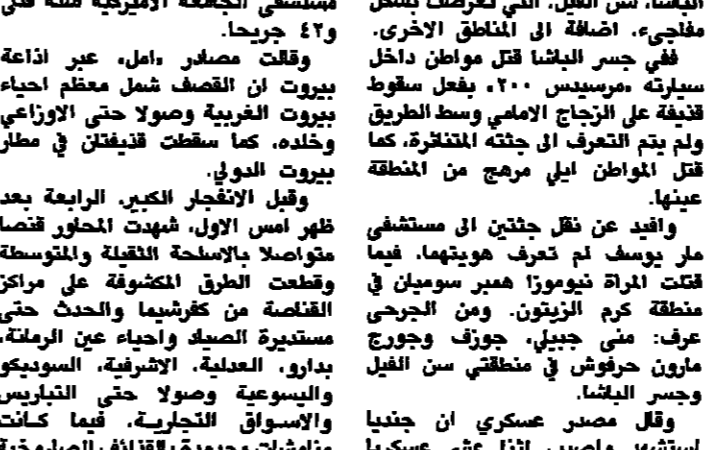 الباشا، سن الفيل، التي تعرضت بشكل
مفاجىء، اضافة الى المناطق الاخرى.
ففي جسر الباشا قتل مواطن داخل
سيارته «مرسيدس ٢٠٠» بفعل سقوط
قذيفة على الزجاج الامامي وسط الطريق
ولم يتم التعرف الى جثته المتناثرة، كما
قتل المواطن ايلي مرهج من المنطقة
عينها.
وافيد عن نقل جثتين الى مستشفى
مار يوسف لم تعرف هويتهما، فيما
قتلت المراة نيوموزا همبر سوميان في
منطقة كرم الزيتون. ومن الجرحى
عرف: منى جبيلي، جوزف وجورج
مارون حرفوش في منطقتي سن الفيل
وجسر الباشا.
وقال مصدر عسكري ان جنديا
استشهد واصيب اثنا عشر عسكريا
مستشفى الجامعة الاميركية مئة قتلى
و٤٢ جريحا.
وقالت مصادر «امل» عبر اذاعة
بيروت ان القصف شمل معظم احياء
بيروت الغربية وصولا حتى الاوزاعي
وخلده، كما سقطت قذيفتان في مطار
بيروت الدولي.
وقبل الانفجار الكبير، الرابعة بعد
ظهر امس الاول، شهدت المحاور قنصا
متواصلا بالاسلحة الثقيلة والمتوسطة
وقطعت الطرق المكشوفة على مراكز
القناصة من كفرشيما والحدث حتى
مستديرة الصياد واحياء عين الرمانة،
بدارو، العدلية، الاشرفية، السوديكو
واليسوعية وصولا حتى التباريس
والاسواق التجارية، فيما كانت